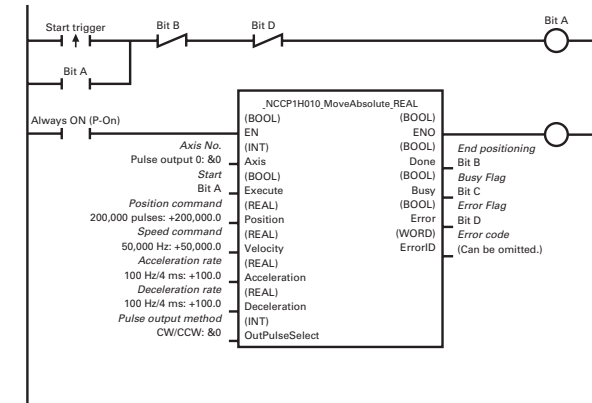 Start trigger
Bit B
Bit D
Bit A
Bit A
Always ON (P-On)
_NCCP1H010_MoveAbsolute_REAL
(BOOL) (BOOL)
EN ENO
Axis No. (INT) (BOOL) End positioning
Pulse output 0: &0 Axis Done Bit B
Start (BOOL) (BOOL) Busy Flag
Bit A Execute Busy Bit C
Position command (REAL) (BOOL) Error Flag
200,000 pulses: +200,000.0 Position Error Bit D
Speed command (REAL) (WORD) Error code
50,000 Hz: +50,000.0 Velocity ErrorID (Can be omitted.)
Acceleration rate (REAL)
100 Hz/4 ms: +100.0 Acceleration
Deceleration rate (REAL)
100 Hz/4 ms: +100.0 Deceleration
Pulse output method (INT)
CW/CCW: &0 OutPulseSelect